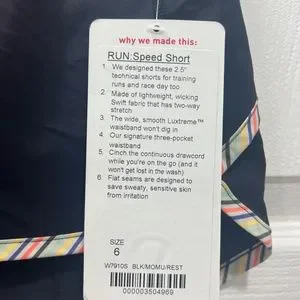 why we made this:
RUN:Speed Short
1. We designed these 2.5"
technical shorts for training
runs and race day too
2. Made of lightweight, wicking
Swift fabric that has two-way
stretch
3. The wide, smooth Luxtreme™
waistband won't dig in
4. Our signature three-pocket
waistband
5. Cinch the continuous drawcord
while you're on the go (and it
won't get lost in the wash)
6. Flat seams are designed to
save sweaty, sensitive skin
from irritation
SIZE
6
W7910S BLK/MOMU/REST
000003504969